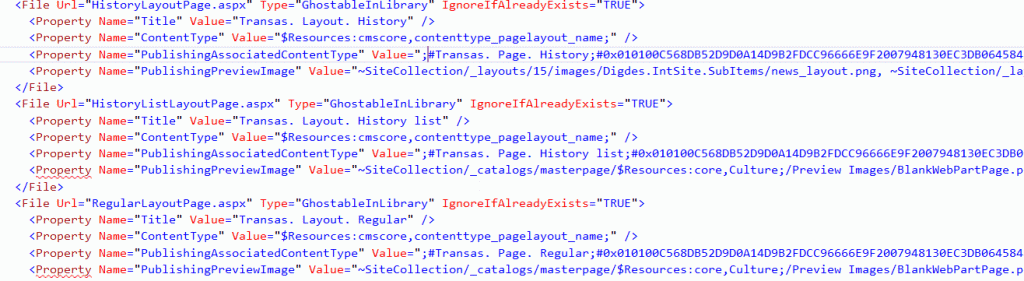 <File Url="HistoryLayoutPage.aspx" Type="GhostableInLibrary" IgnoreIfAlreadyExists="TRUE">
<Property Name="Title" Value="Transas. Layout. History" />
<Property Name="ContentType" Value="$Resources:cmscore,contenttype_pagelayout_name;" />
<Property Name="PublishingAssociatedContentType" Value=";#Transas. Page. History;#0x010100C568DB52D9D0A14D9B2FDCC96666E9F2007948130EC3DB064584
<Property Name="PublishingPreviewImage" Value="~SiteCollection/_layouts/15/images/Digdes.IntSite.SubItems/news_layout.png, ~SiteCollection/_la
</File>
<File Url="HistoryListLayoutPage.aspx" Type="GhostableInLibrary" IgnoreIfAlreadyExists="TRUE">
<Property Name="Title" Value="Transas. Layout. History list" />
<Property Name="ContentType" Value="$Resources:cmscore,contenttype_pagelayout_name;" />
<Property Name="PublishingAssociatedContentType" Value=";#Transas. Page. History list;#0x010100C568DB52D9D0A14D9B2FDCC96666E9F2007948130EC3DB0
<Property Name="PublishingPreviewImage" Value="~SiteCollection/_catalogs/masterpage/$Resources:core,Culture;/Preview Images/BlankWebPartPage.p
</File>
<File Url="RegularLayoutPage.aspx" Type="GhostableInLibrary" IgnoreIfAlreadyExists="TRUE">
<Property Name="Title" Value="Transas. Layout. Regular" />
<Property Name="ContentType" Value="$Resources:cmscore,contenttype_pagelayout_name;" />
<Property Name="PublishingAssociatedContentType" Value=";#Transas. Page. Regular;#0x010100C568DB52D9D0A14D9B2FDCC96666E9F2007948130EC3DB064584
<Property Name="PublishingPreviewImage" Value="~SiteCollection/_catalogs/masterpage/$Resources:core,Culture;/Preview Images/BlankWebPartPage.p